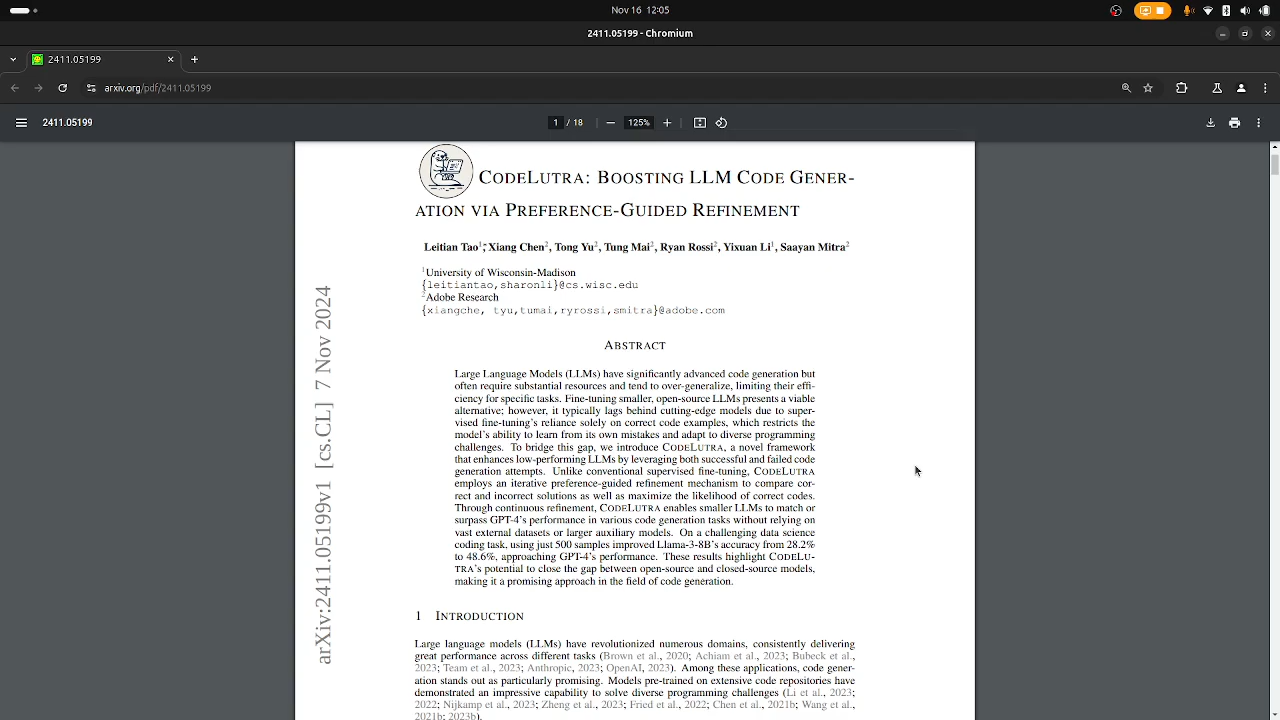 Nov 16 12:05
2411.05199 - Chromium
2411.05199
arxiv.org/pdf/2411.05199
2411.05199
1 / 18
125%
CODELUTRA: BOOSTING LLM CODE GENER-
ATION VIA PREFERENCE-GUIDED REFINEMENT
Leitian Tao1*, Xiang Chen2, Tong Yu2, Tung Mai2, Ryan Rossi2, Yixuan Li1, Saayan Mitra2
1University of Wisconsin-Madison
{leitiantao,sharonli}@cs.wisc.edu
2Adobe Research
{xiangche, tyu,tumai,ryrossi,smitra}@adobe.com
arXiv:2411.05199v1 [cs.CL] 7 Nov 2024
ABSTRACT
Large Language Models (LLMs) have significantly advanced code generation but
often require substantial resources and tend to over-generalize, limiting their effi-
ciency for specific tasks. Fine-tuning smaller, open-source LLMs presents a viable
alternative; however, it typically lags behind cutting-edge models due to super-
vised fine-tuning's reliance solely on correct code examples, which restricts the
model's ability to learn from its own mistakes and adapt to diverse programming
challenges. To bridge this gap, we introduce CODELUTRA, a novel framework
that enhances low-performing LLMs by leveraging both successful and failed code
generation attempts. Unlike conventional supervised fine-tuning, CODELUTRA
employs an iterative preference-guided refinement mechanism to compare cor-
rect and incorrect solutions as well as maximize the likelihood of correct codes.
Through continuous refinement, CODELUTRA enables smaller LLMs to match or
surpass GPT-4's performance in various code generation tasks without relying on
vast external datasets or larger auxiliary models. On a challenging data science
coding task, using just 500 samples improved Llama-3-8B's accuracy from 28.2%
to 48.6%, approaching GPT-4's performance. These results highlight CODELU-
TRA's potential to close the gap between open-source and closed-source models,
making it a promising approach in the field of code generation.
1 INTRODUCTION
Large language models (LLMs) have revolutionized numerous domains, consistently delivering
great performance across different tasks (Brown et al., 2020; Achiam et al., 2023; Bubeck et al.,
2023; Team et al., 2023; Anthropic, 2023; OpenAI, 2023). Among these applications, code gener-
ation stands out as particularly promising. Models pre-trained on extensive code repositories have
demonstrated an impressive capability to solve diverse programming challenges (Li et al., 2023;
2022; Nijkamp et al., 2023; Zheng et al., 2023; Fried et al., 2022; Chen et al., 2021b; Wang et al.,
2021b; 2023b).